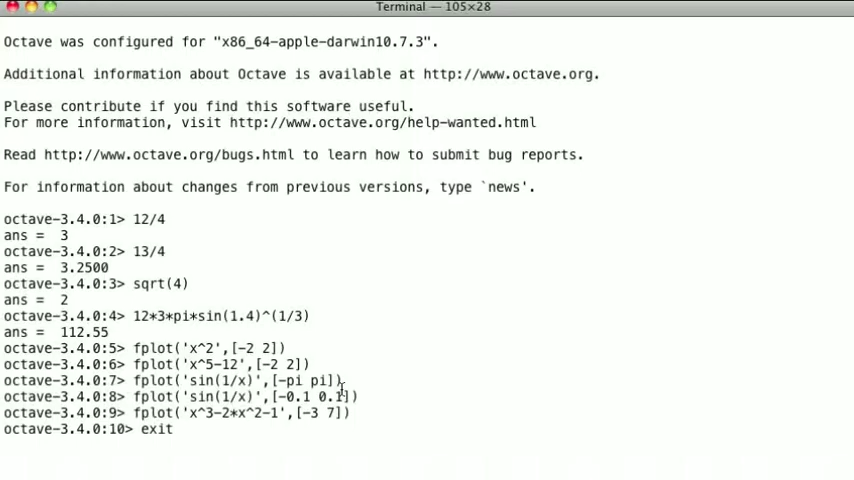 Terminal — 105×28
Octave was configured for "x86_64-apple-darwin10.7.3".
Additional information about Octave is available at http://www.octave.org.
Please contribute if you find this software useful.
For more information, visit http://www.octave.org/help-wanted.html
Read http://www.octave.org/bugs.html to learn how to submit bug reports.
For information about changes from previous versions, type `news'.
octave-3.4.0:1> 12/4
ans =  3
octave-3.4.0:2> 13/4
ans =  3.2500
octave-3.4.0:3> sqrt(4)
ans =  2
octave-3.4.0:4> 12*3*pi*sin(1.4)^(1/3)
ans =  112.55
octave-3.4.0:5> fplot('x^2',[-2 2])
octave-3.4.0:6> fplot('x^5-12',[-2 2])
octave-3.4.0:7> fplot('sin(1/x)',[-pi pi])
octave-3.4.0:8> fplot('sin(1/x)',[-0.1 0.1])
octave-3.4.0:9> fplot('x^3-2*x^2-1',[-3 7])
octave-3.4.0:10> exit